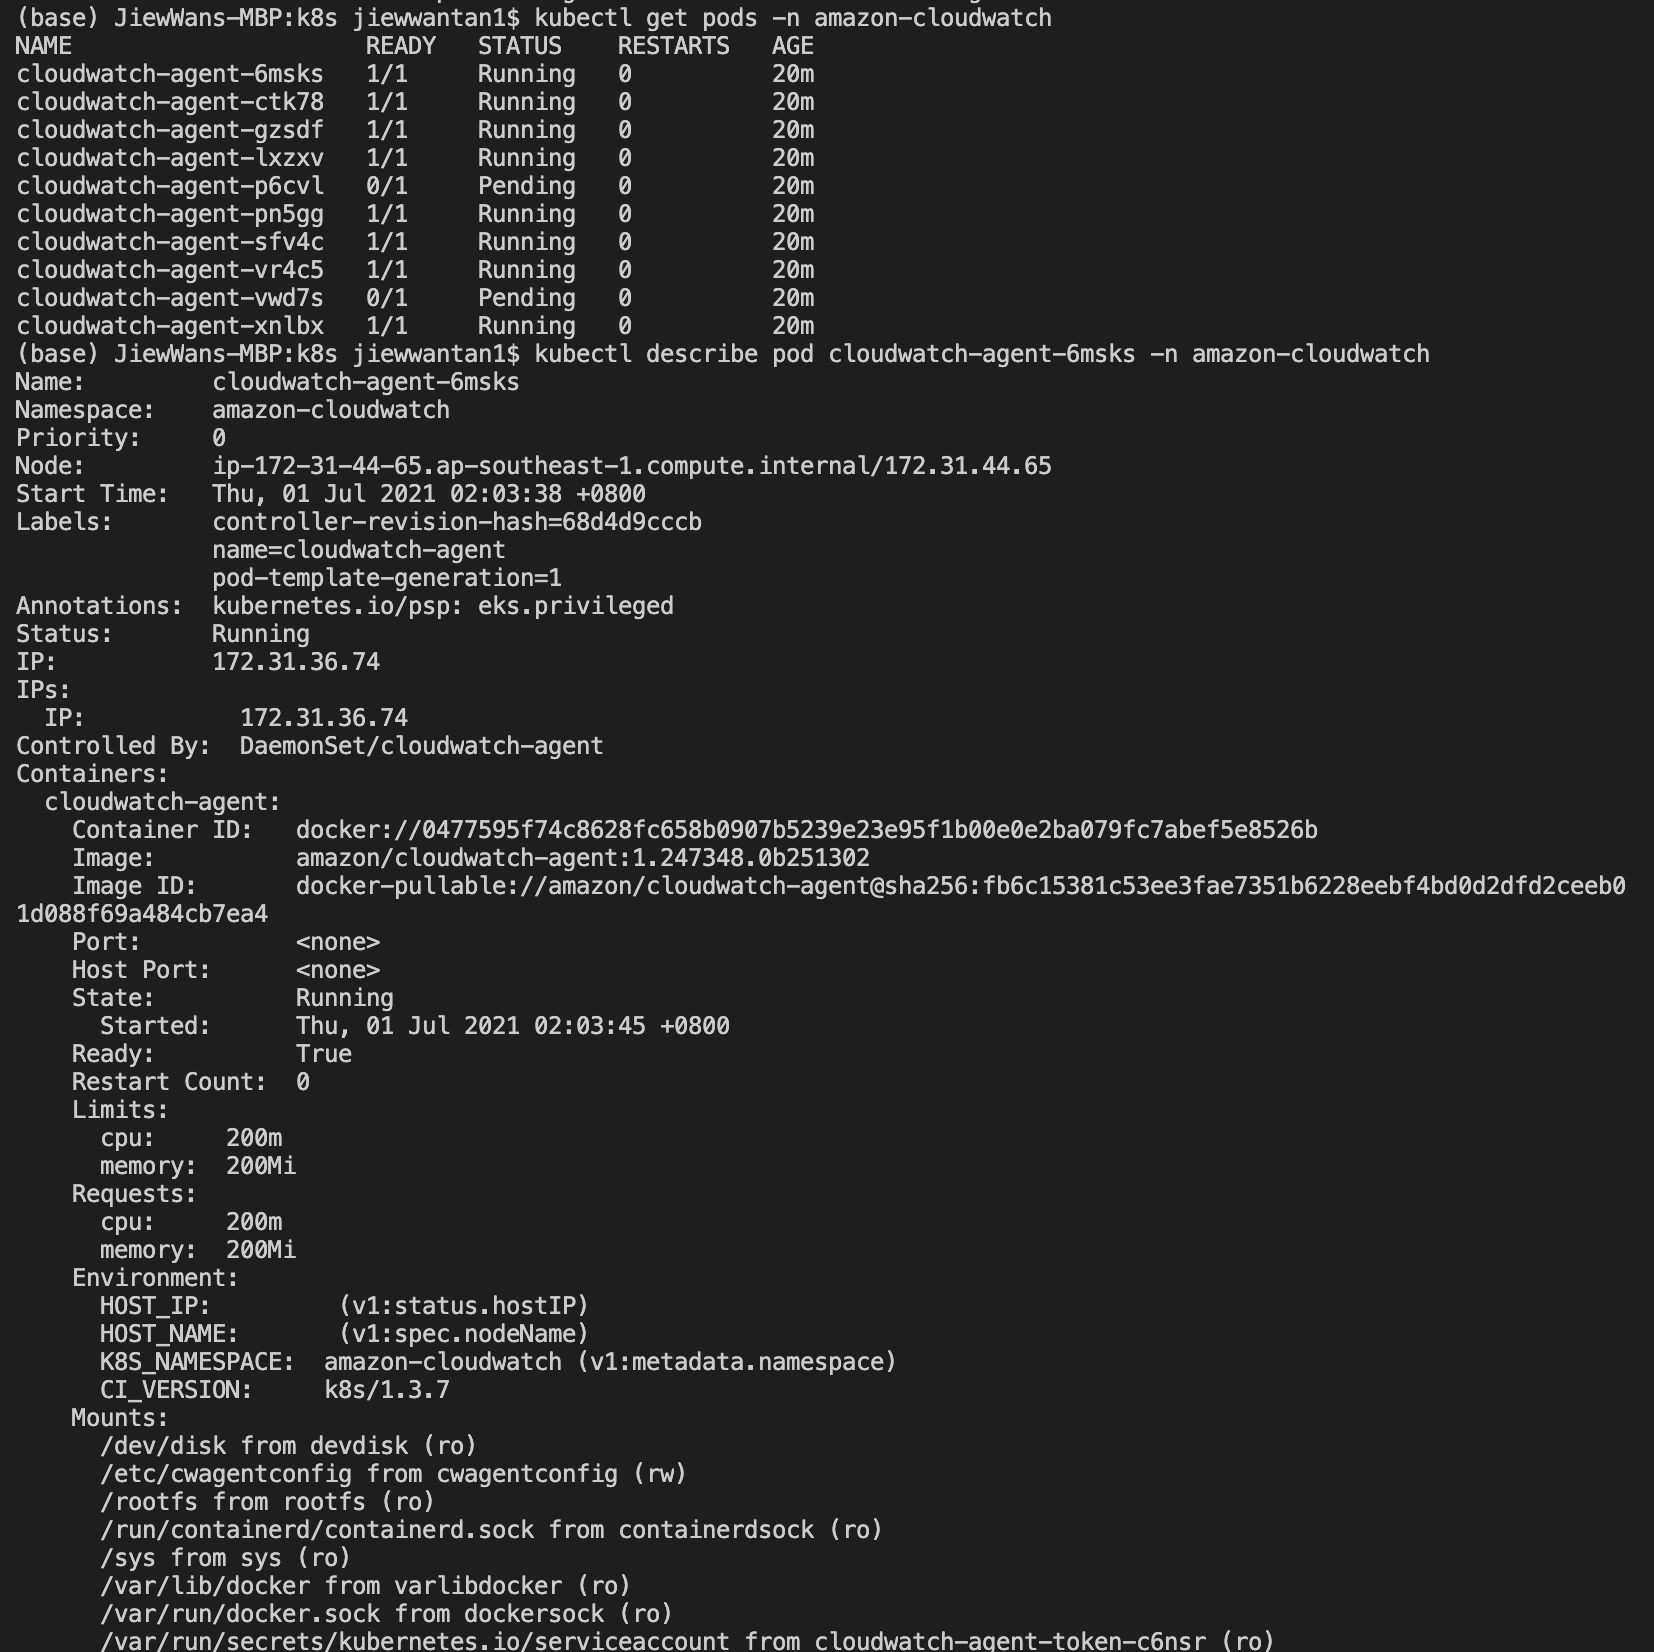 (base) JiewWans-MBP:k8s jiewwantan1$ kubectl get pods -n amazon-cloudwatch
NAME                     READY   STATUS    RESTARTS   AGE
cloudwatch-agent-6msks   1/1     Running   0          20m
cloudwatch-agent-ctk78   1/1     Running   0          20m
cloudwatch-agent-gzsdf   1/1     Running   0          20m
cloudwatch-agent-lxzxv   1/1     Running   0          20m
cloudwatch-agent-p6cvl   0/1     Pending   0          20m
cloudwatch-agent-pn5gg   1/1     Running   0          20m
cloudwatch-agent-sfv4c   1/1     Running   0          20m
cloudwatch-agent-vr4c5   1/1     Running   0          20m
cloudwatch-agent-vwd7s   0/1     Pending   0          20m
cloudwatch-agent-xnlbx   1/1     Running   0          20m
(base) JiewWans-MBP:k8s jiewwantan1$ kubectl describe pod cloudwatch-agent-6msks -n amazon-cloudwatch
Name:         cloudwatch-agent-6msks
Namespace:    amazon-cloudwatch
Priority:     0
Node:         ip-172-31-44-65.ap-southeast-1.compute.internal/172.31.44.65
Start Time:   Thu, 01 Jul 2021 02:03:38 +0800
Labels:       controller-revision-hash=68d4d9cccb
              name=cloudwatch-agent
              pod-template-generation=1
Annotations:  kubernetes.io/psp: eks.privileged
Status:       Running
IP:           172.31.36.74
IPs:
  IP:           172.31.36.74
Controlled By:  DaemonSet/cloudwatch-agent
Containers:
  cloudwatch-agent:
    Container ID:   docker://0477595f74c8628fc658b0907b5239e23e95f1b00e0e2ba079fc7abef5e8526b
    Image:          amazon/cloudwatch-agent:1.247348.0b251302
    Image ID:       docker-pullable://amazon/cloudwatch-agent@sha256:fb6c15381c53ee3fae7351b6228eebf4bd0d2dfd2ceeb0
1d088f69a484cb7ea4
    Port:           <none>
    Host Port:      <none>
    State:          Running
      Started:      Thu, 01 Jul 2021 02:03:45 +0800
    Ready:          True
    Restart Count:  0
    Limits:
      cpu:     200m
      memory:  200Mi
    Requests:
      cpu:     200m
      memory:  200Mi
    Environment:
      HOST_IP:         (v1:status.hostIP)
      HOST_NAME:       (v1:spec.nodeName)
      K8S_NAMESPACE:  amazon-cloudwatch (v1:metadata.namespace)
      CI_VERSION:     k8s/1.3.7
    Mounts:
      /dev/disk from devdisk (ro)
      /etc/cwagentconfig from cwagentconfig (rw)
      /rootfs from rootfs (ro)
      /run/containerd/containerd.sock from containerdsock (ro)
      /sys from sys (ro)
      /var/lib/docker from varlibdocker (ro)
      /var/run/docker.sock from dockersock (ro)
      /var/run/secrets/kubernetes.io/serviceaccount from cloudwatch-agent-token-c6nsr (ro)